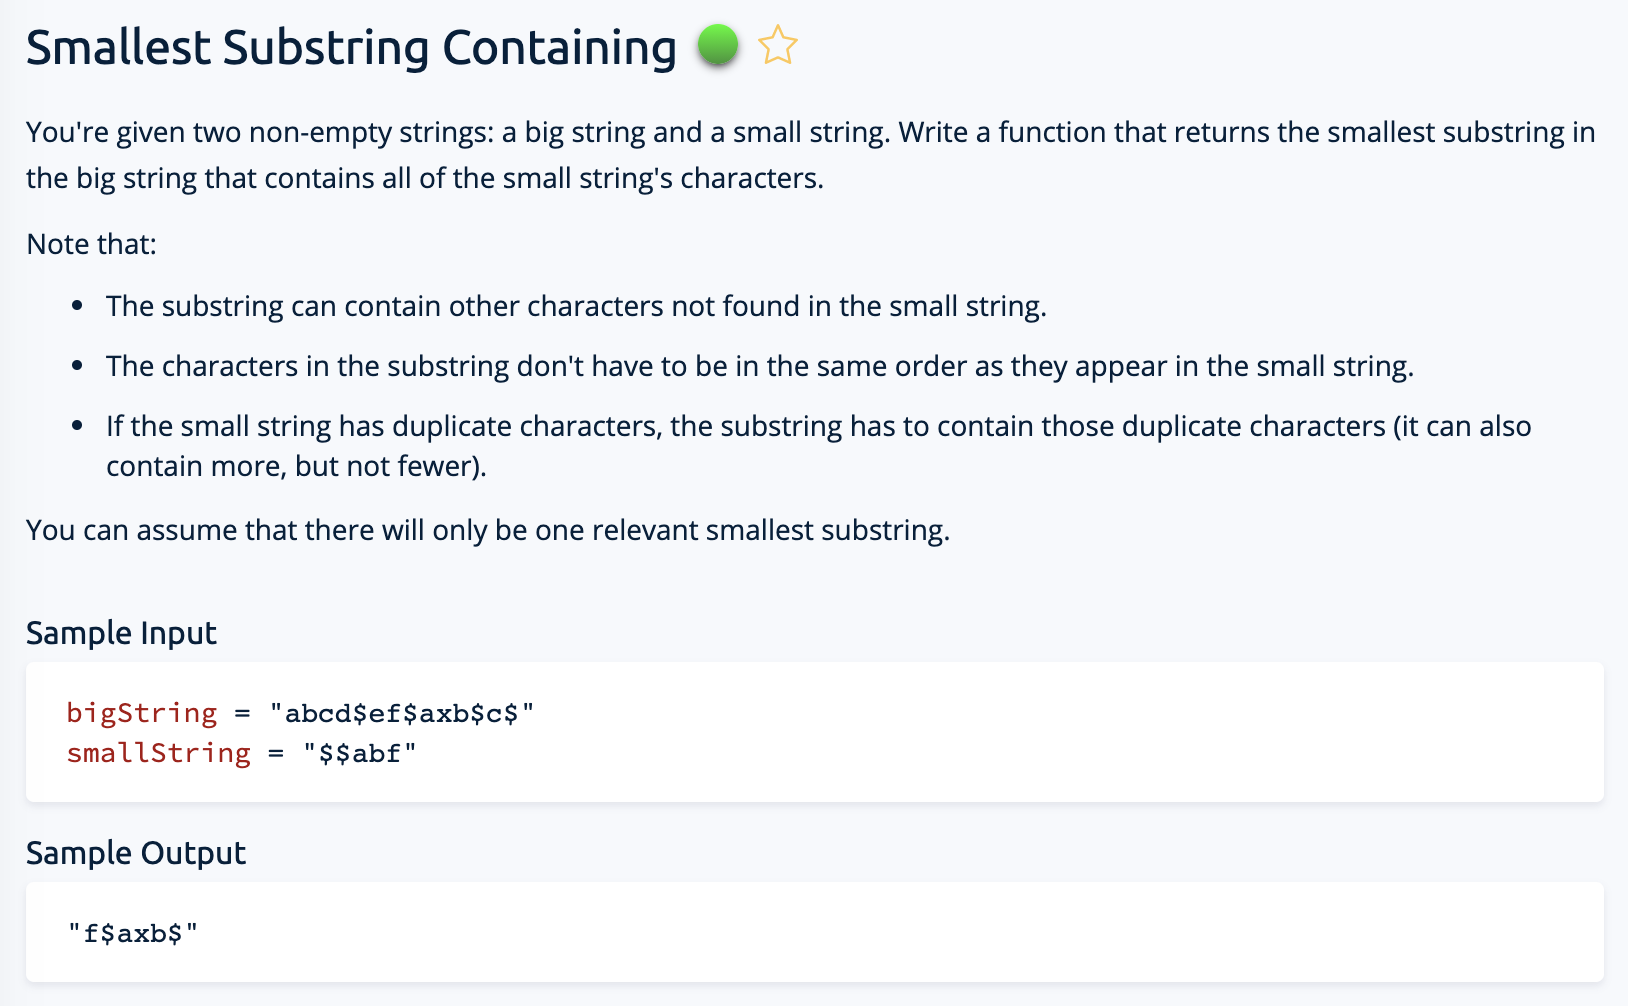 Smallest Substring Containing
You're given two non-empty strings: a big string and a small string. Write a function that returns the smallest substring in
the big string that contains all of the small string's characters.
Note that:
• The substring can contain other characters not found in the small string.
• The characters in the substring don't have to be in the same order as they appear in the small string.
• If the small string has duplicate characters, the substring has to contain those duplicate characters (it can also
contain more, but not fewer).
You can assume that there will only be one relevant smallest substring.
Sample Input
bigString = "abcd$ef$axb$c$"
smallString = "$$abf"
Sample Output
"f$axb$"